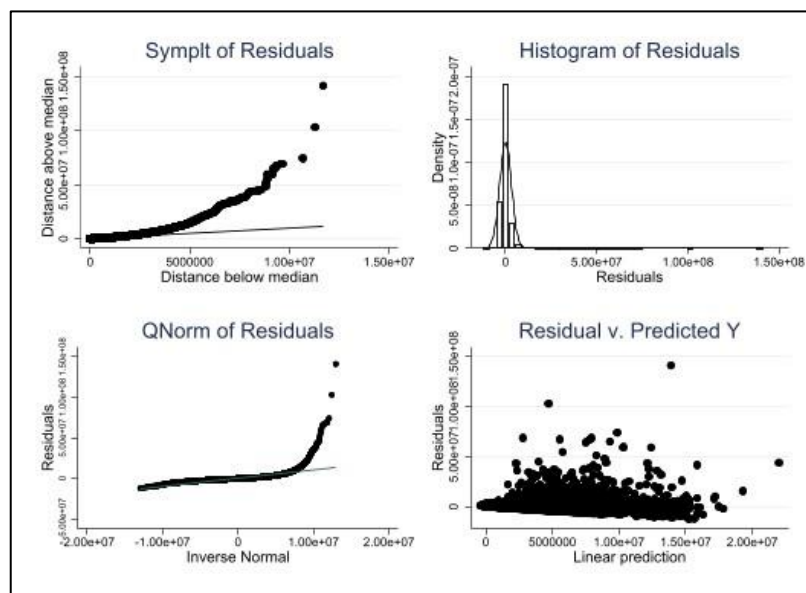 Symplt of Residuals
Distance above median
0 5.00e+07 1.00e+08 1.50e+08
0 5000000 1.00e+07 1.50e+07
Distance below median
Histogram of Residuals
Density
0 5.0e-08 1.0e-07 1.5e-07 2.0e-07
0 5.00e+07 1.00e+08 1.50e+08
Residuals
QNorm of Residuals
Residuals
-5.00e+07 0 5.00e+07 1.00e+08 1.50e+08
-2.00e+07 -1.00e+07 0 1.00e+07 2.00e+07
Inverse Normal
Residual v. Predicted Y
Residuals
0 5.00e+07 1.00e+08 1.50e+08
0 5000000 1.00e+07 1.50e+07 2.00e+07
Linear prediction